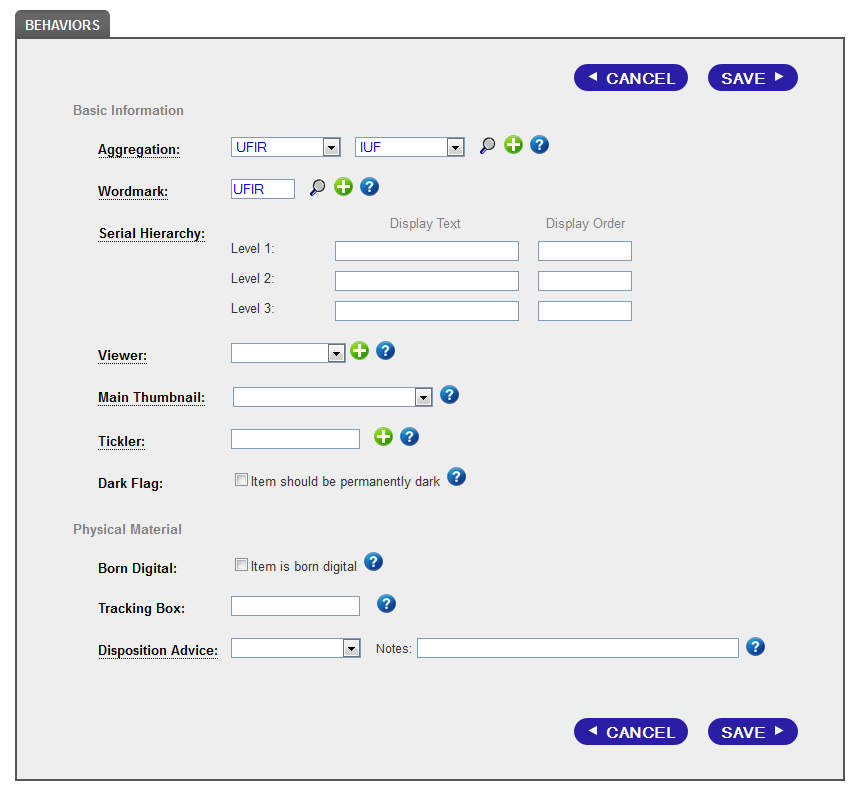 BEHAVIORS
CANCEL SAVE
Basic Information
Aggregation: UFIR IUF
Wordmark: UFIR
Display Text Display Order
Serial Hierarchy:
Level 1:
Level 2:
Level 3:
Viewer:
Main Thumbnail:
Tickler:
Dark Flag: Item should be permanently dark
Physical Material
Born Digital: Item is born digital
Tracking Box:
Disposition Advice: Notes:
CANCEL SAVE